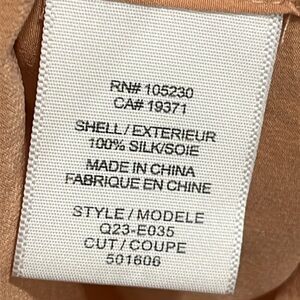 RN# 105230
CA# 19371
SHELL / EXTERIEUR
100% SILK/SOIE
MADE IN CHINA
FABRIQUE EN CHINE
STYLE / MODELE
Q23-E035
CUT / COUPE
501606